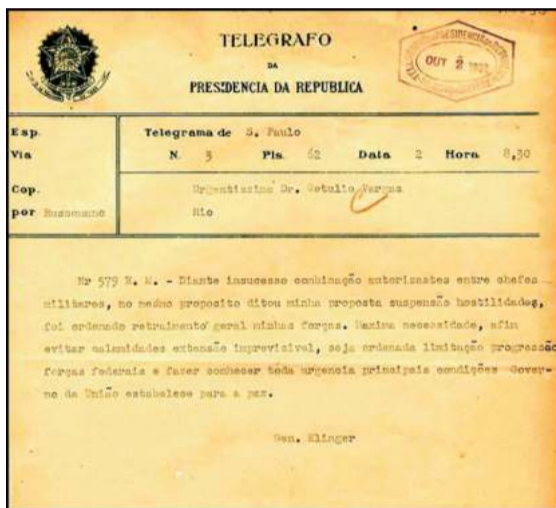 TELEGRAFO
DA
PRESIDENCIA DA REPUBLICA
OUT 2 1932
Esp.
Via
Telegrama de S. Paulo
N. 3 Pls. 62 Data 2 Hora 8,30
Cop.
por
Urgentissimo Dr. Getulio Vargas
Rio
Nr 579 E. M. - Diante insucesso combinação entre chefes
militares, no mesmo proposito ditou minha proposta suspensão hostilidades,
foi ordenado retraimento geral minhas forças. Maxima necessidade, afim
evitar calamidades extensão imprevisivel, seja ordenada limitação progressão
forças federais e fazer conhecer toda urgencia principais condições Gover-
no da União estabelece para a paz.
Gen. Klinger